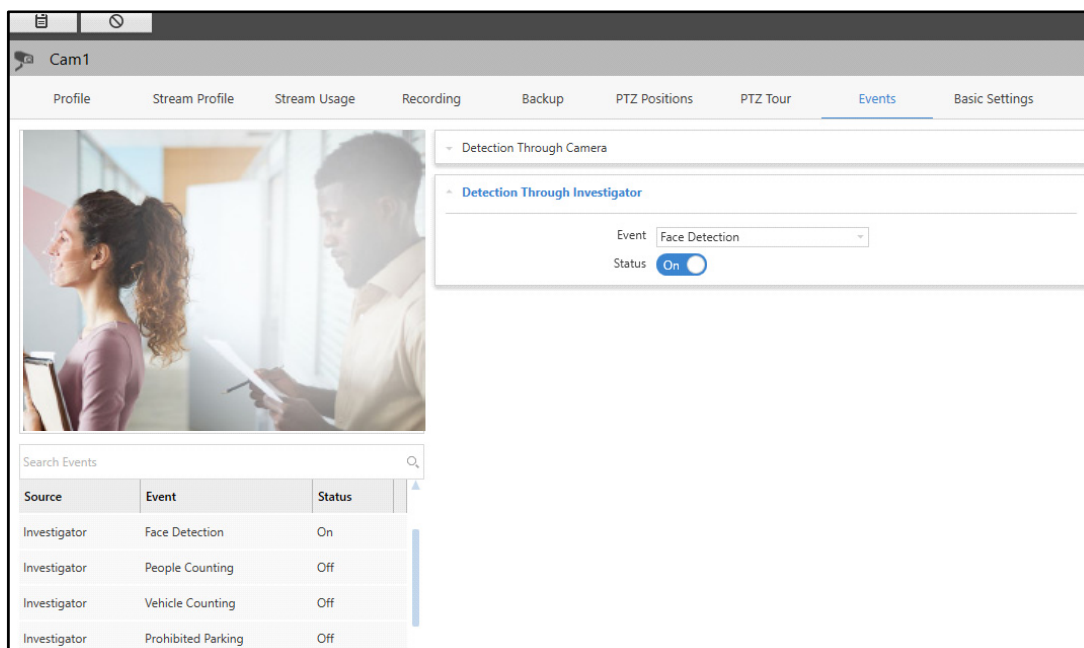 Cam1
Profile Stream Profile Stream Usage Recording Backup PTZ Positions PTZ Tour Events Basic Settings
Detection Through Camera
Detection Through Investigator
Event Face Detection
Status On
Search Events
Source Event Status
Investigator Face Detection On
Investigator People Counting Off
Investigator Vehicle Counting Off
Investigator Prohibited Parking Off